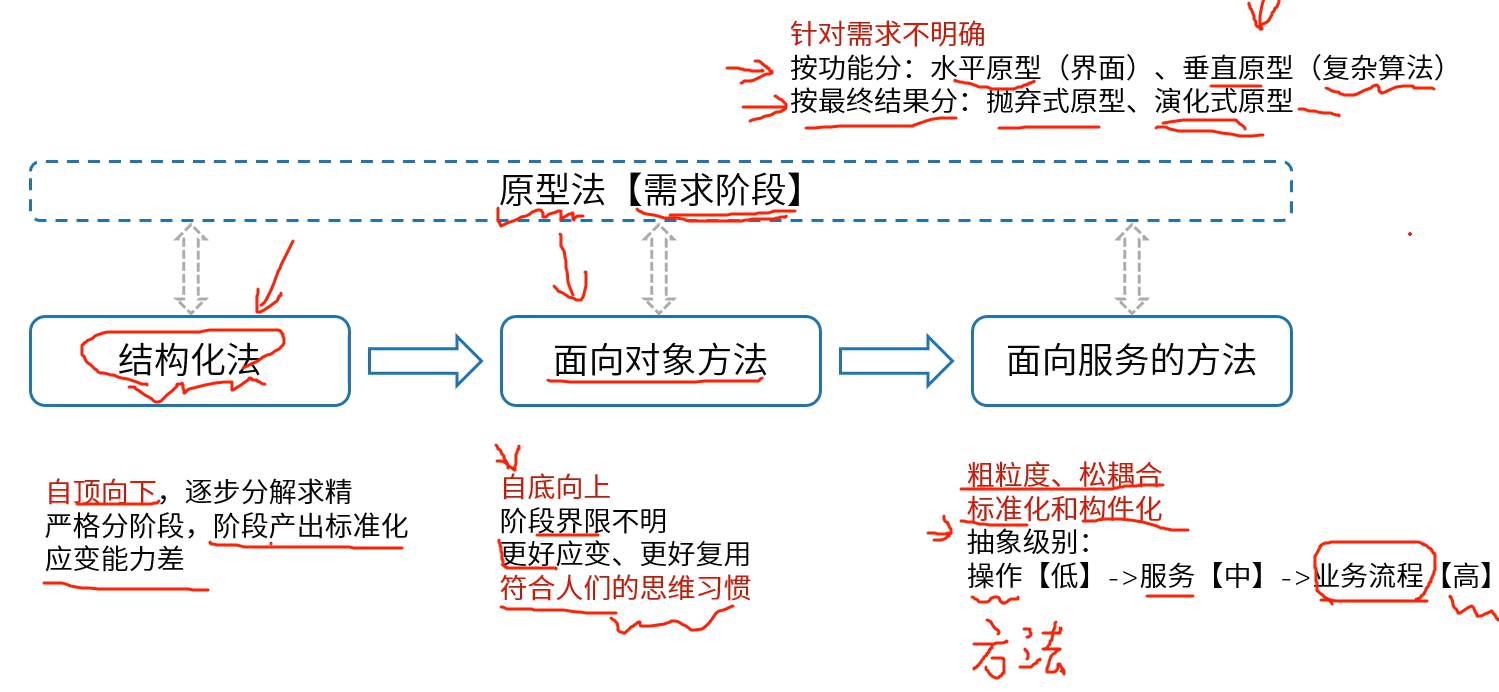 针对需求不明确
按功能分：水平原型（界面）、垂直原型（复杂算法）
按最终结果分：抛弃式原型、演化式原型
原型法【需求阶段】
结构化法
面向对象方法
面向服务的方法
自顶向下，逐步分解求精
严格分阶段，阶段产出标准化
应变能力差
自底向上
阶段界限不明
更好应变、更好复用
符合人们的思维习惯
粗粒度、松耦合
标准化和构件化
抽象级别：
操作【低】->服务【中】->业务流程【高】
方法